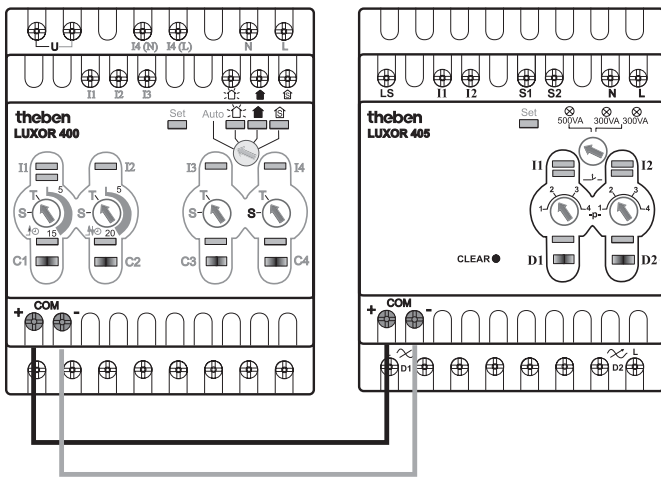 U I4 (N) I4 (L) N L
I1 I2 I3
theben
LUXOR 400
Set Auto
I1 I2 I3 I4
T 5 T 5 T T
S S S S
15 20
C1 C2 C3 C4
+ COM -
LS I1 I2 S1 S2 N L
theben
LUXOR 405
Set
500VA 300VA 300VA
I1 I2
2 3 2 3
1 4 -p- 1 4
CLEAR
D1 D2
+ COM -
D1 D2 L